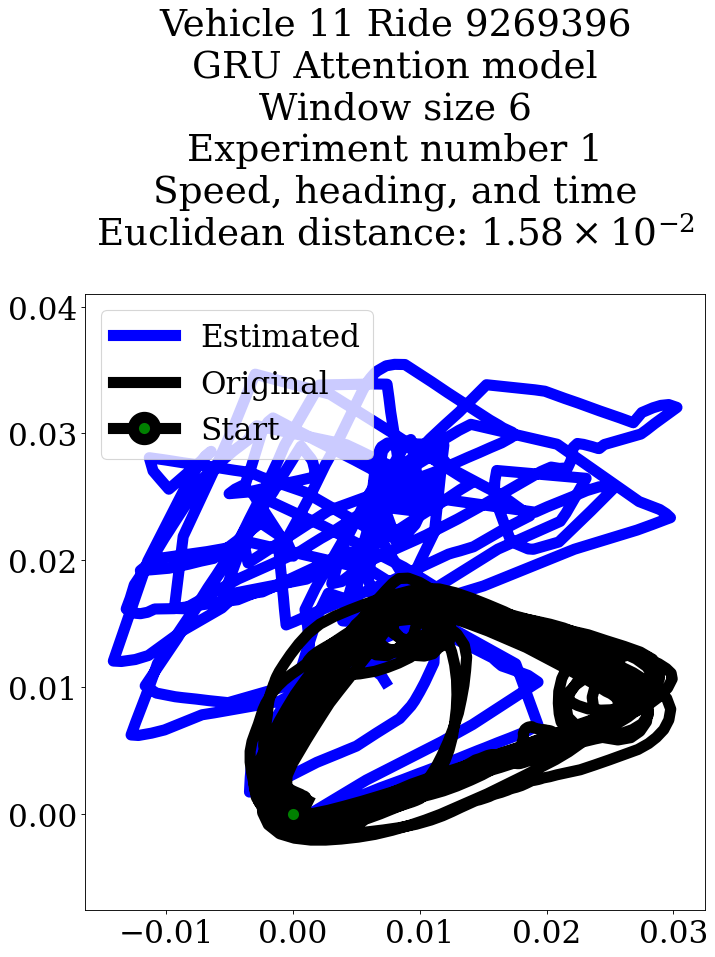 Vehicle 11 Ride 9269396
GRU Attention model
Window size 6
Experiment number 1
Speed, heading, and time
Euclidean distance: 1.58 × 10⁻²
0.04
0.03
0.02
0.01
0.00
Estimated
Original
Start
−0.01
0.00
0.01
0.02
0.03